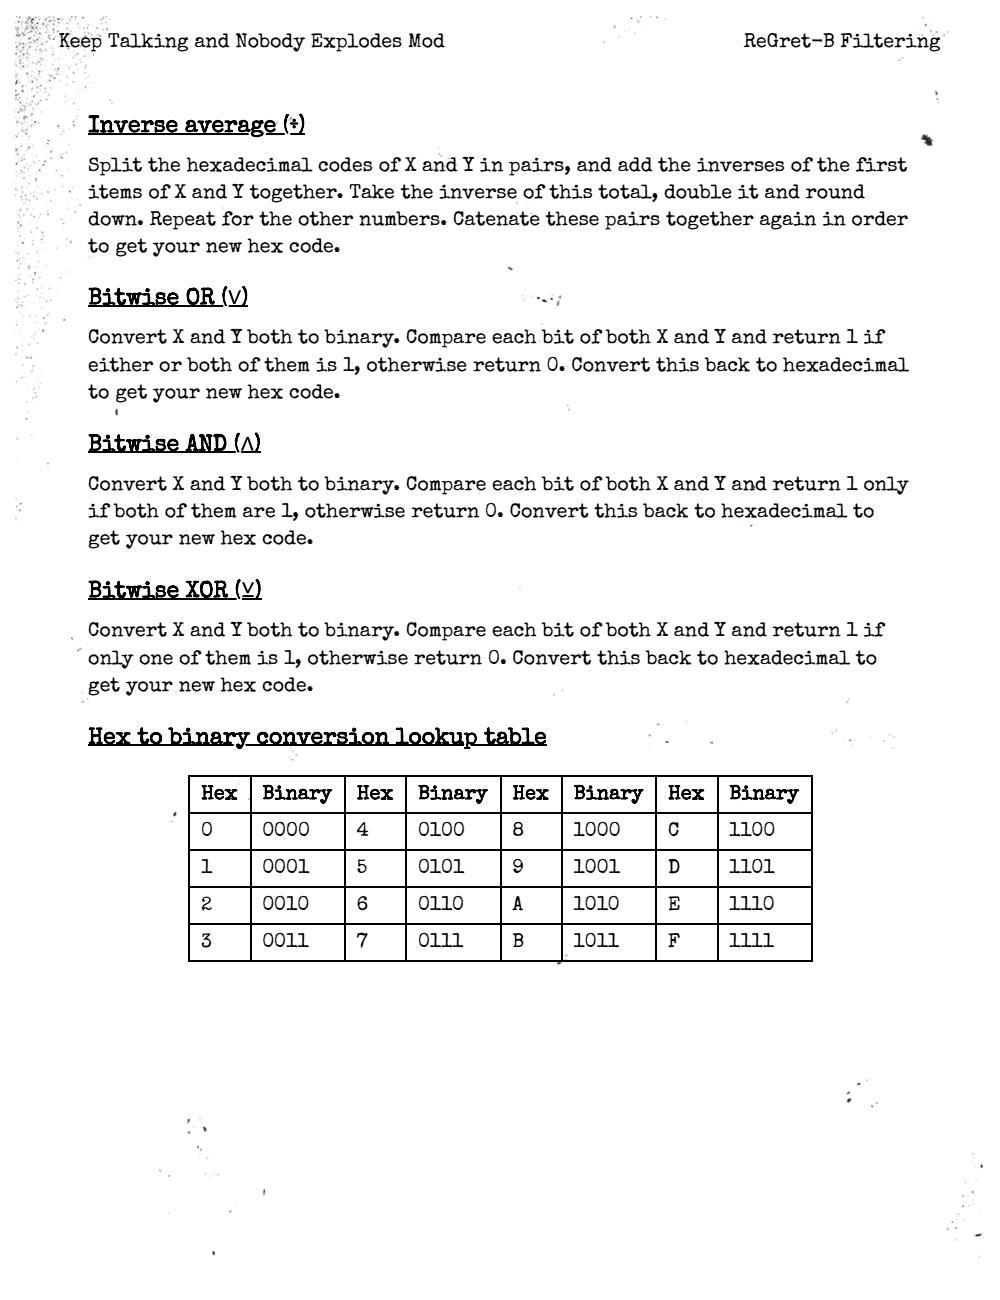 Keep Talking and Nobody Explodes Mod ReGret-B Filtering
Inverse average (÷)
Split the hexadecimal codes of X and Y in pairs, and add the inverses of the first
items of X and Y together. Take the inverse of this total, double it and round
down. Repeat for the other numbers. Catenate these pairs together again in order
to get your new hex code.
Bitwise OR (∨)
Convert X and Y both to binary. Compare each bit of both X and Y and return 1 if
either or both of them is 1, otherwise return 0. Convert this back to hexadecimal
to get your new hex code.
Bitwise AND (∧)
Convert X and Y both to binary. Compare each bit of both X and Y and return 1 only
if both of them are 1, otherwise return 0. Convert this back to hexadecimal to
get your new hex code.
Bitwise XOR (⊻)
Convert X and Y both to binary. Compare each bit of both X and Y and return 1 if
only one of them is 1, otherwise return 0. Convert this back to hexadecimal to
get your new hex code.
Hex to binary conversion lookup table
Hex Binary Hex Binary Hex Binary Hex Binary
0 0000 4 0100 8 1000 C 1100
1 0001 5 0101 9 1001 D 1101
2 0010 6 0110 A 1010 E 1110
3 0011 7 0111 B 1011 F 1111